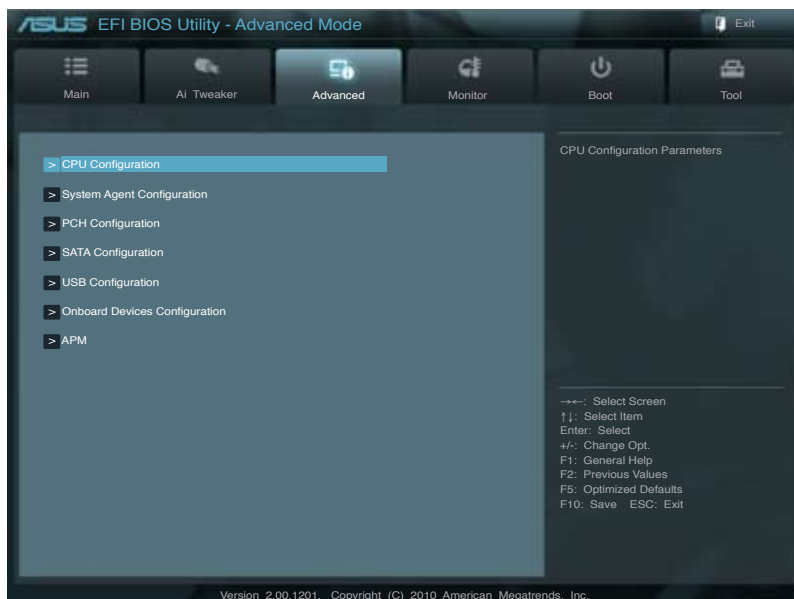 ASUS EFI BIOS Utility - Advanced Mode
Exit
Main
Ai Tweaker
Advanced
Monitor
Boot
Tool
> CPU Configuration
> System Agent Configuration
> PCH Configuration
> SATA Configuration
> USB Configuration
> Onboard Devices Configuration
> APM
CPU Configuration Parameters
→←: Select Screen
↑↓: Select Item
Enter: Select
+/-: Change Opt.
F1: General Help
F2: Previous Values
F5: Optimized Defaults
F10: Save ESC: Exit
Version 2.00.1201. Copyright (C) 2010 American Megatrends, Inc.